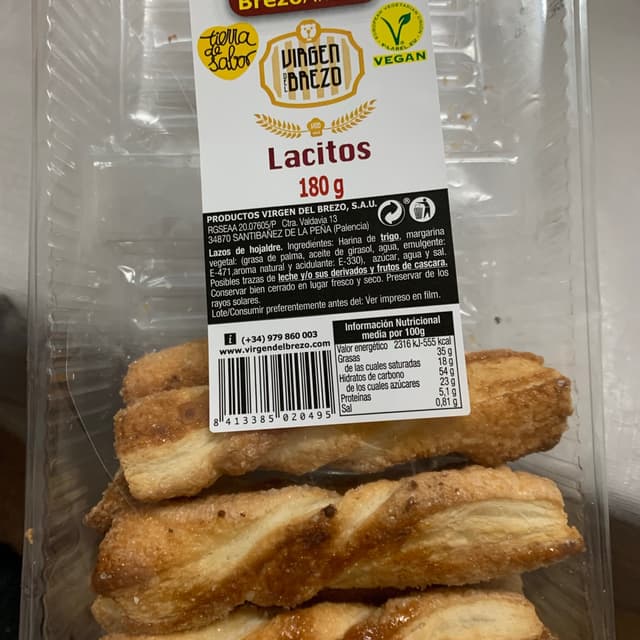 tierra
de
Sabor
VIRGEN
DEL
BREZO
VEGAN
Lacitos
180 g
PRODUCTOS VIRGEN DEL BREZO, S.A.U.
RGSEAA 20.07605/P Ctra. Valdavia 13
34870 SANTIBAÑEZ DE LA PEÑA (Palencia)
Lazos de hojaldre. Ingredientes: Harina de trigo, margarina
vegetal: (grasa de palma, aceite de girasol, agua, emulgente:
E-471,aroma natural y acidulante: E-330), azúcar, agua y sal.
Posibles trazas de leche y/o sus derivados y frutos de cascara.
Conservar bien cerrado en lugar fresco y seco. Preservar de los
rayos solares.
Lote/Consumir preferentemente antes del: Ver impreso en film.
i (+34) 979 860 003
www.virgendelbrezo.com
8 413385 020495
Información Nutricional
media por 100g
Valor energético 2316 KJ-555 kcal
Grasas 35 g
de las cuales saturadas 18 g
Hidratos de carbono 54 g
de los cuales azúcares 23 g
Proteinas 5,1 g
Sal 0,81 g